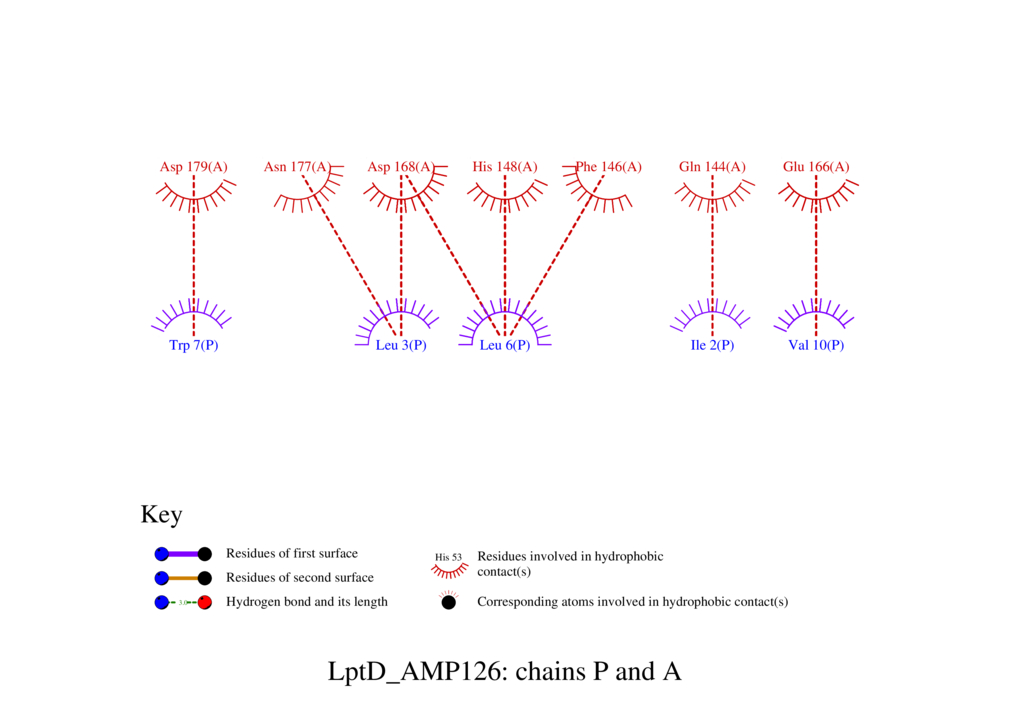 Asp 179(A) Asn 177(A) Asp 168(A) His 148(A) Phe 146(A) Gln 144(A) Glu 166(A)
Trp 7(P) Leu 3(P) Leu 6(P) Ile 2(P) Val 10(P)
Key
Residues of first surface
Residues of second surface
3.0
Hydrogen bond and its length
His 53
Residues involved in hydrophobic
contact(s)
Corresponding atoms involved in hydrophobic contact(s)
LptD_AMP126: chains P and A